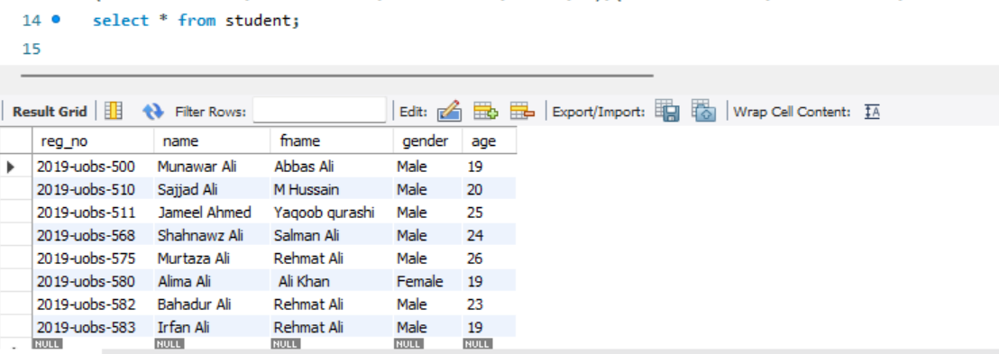 14 select * from student;
15
Result Grid Filter Rows: Edit: Export/Import: Wrap Cell Content: IA
reg_no name fname gender age
2019-uobs-500 Munawar Ali Abbas Ali Male 19
2019-uobs-510 Sajjad Ali M Hussain Male 20
2019-uobs-511 Jameel Ahmed Yaqoob qurashi Male 25
2019-uobs-568 Shahnawz Ali Salman Ali Male 24
2019-uobs-575 Murtaza Ali Rehmat Ali Male 26
2019-uobs-580 Alima Ali Ali Khan Female 19
2019-uobs-582 Bahadur Ali Rehmat Ali Male 23
2019-uobs-583 Irfan Ali Rehmat Ali Male 19
NULL NULL NULL NULL NULL